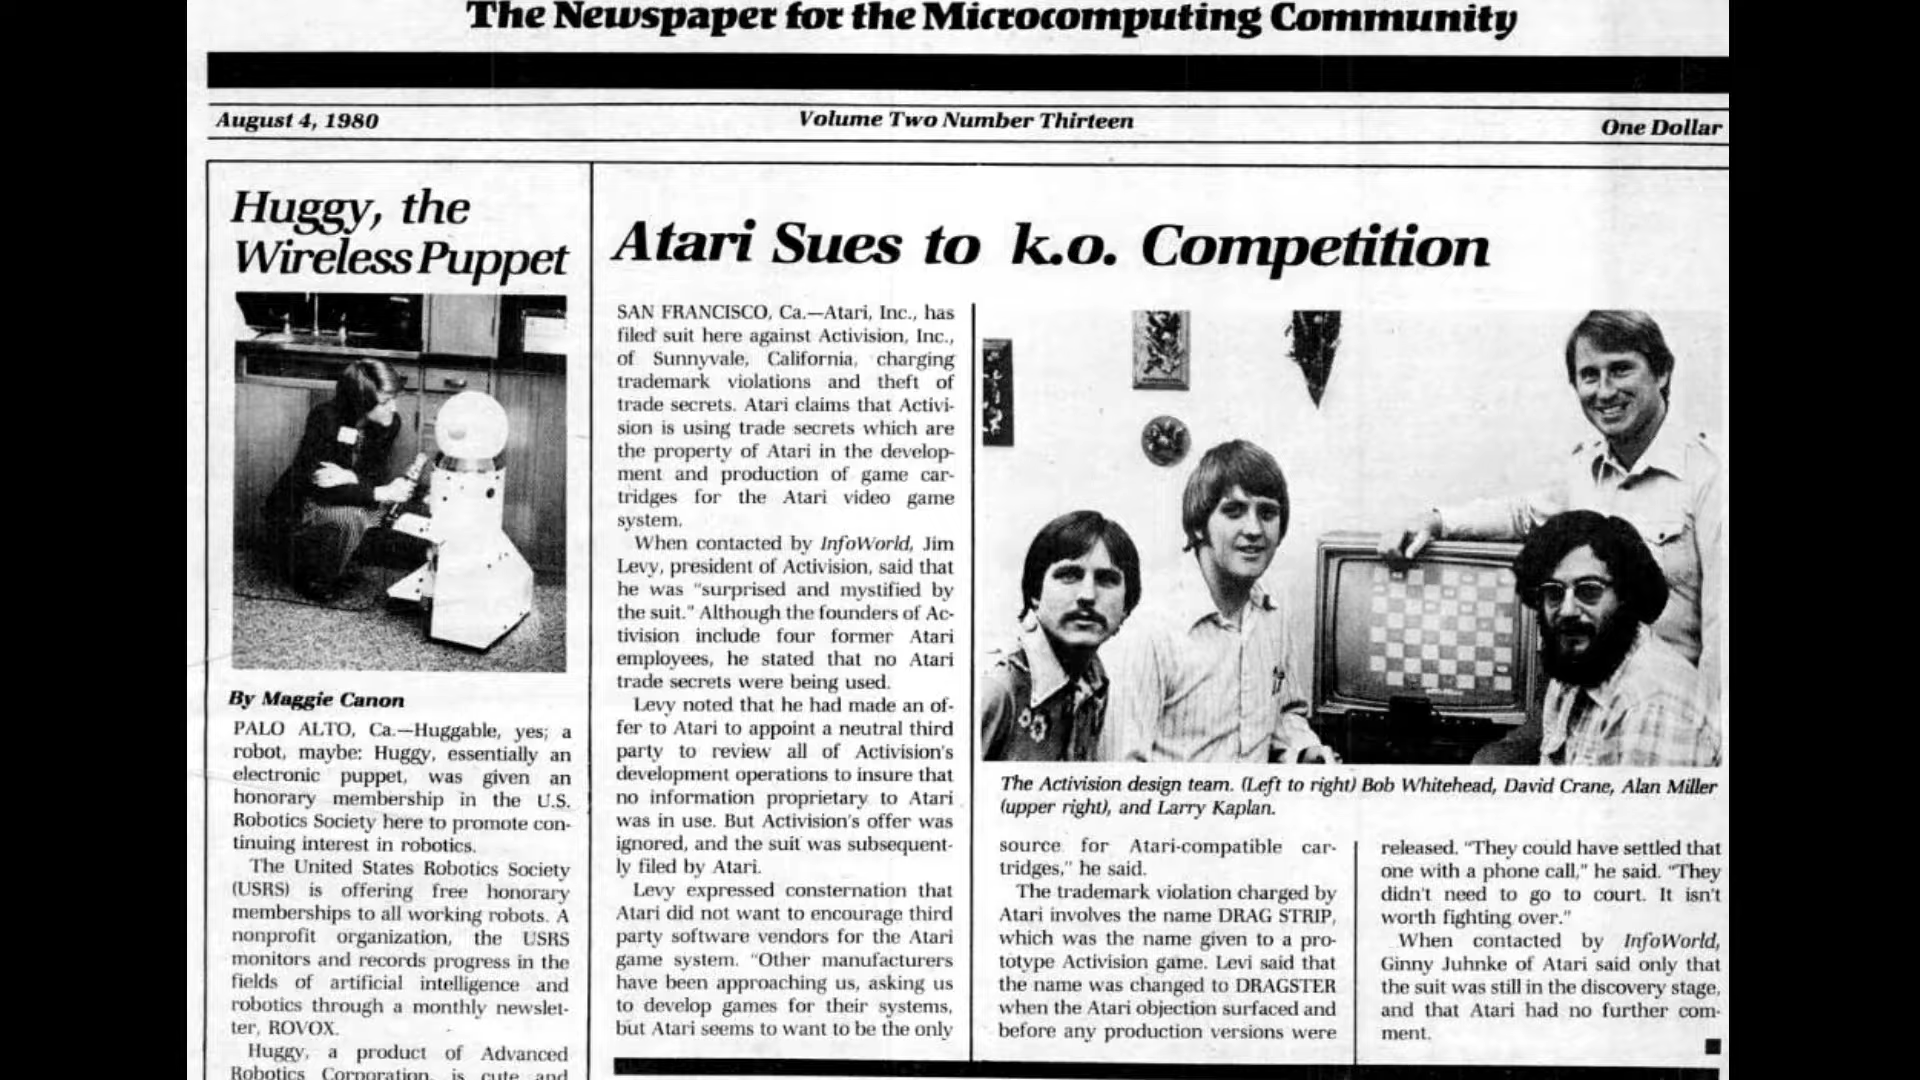 The Newspaper for the Microcomputing Community
August 4, 1980
Volume Two Number Thirteen
One Dollar
Huggy, the
Wireless Puppet
By Maggie Canon
PALO ALTO, Ca.—Huggable, yes; a
robot, maybe: Huggy, essentially an
electronic puppet, was given an
honorary membership in the U.S.
Robotics Society here to promote con-
tinuing interest in robotics.
The United States Robotics Society
(USRS) is offering free honorary
memberships to all working robots. A
nonprofit organization, the USRS
monitors and records progress in the
fields of artificial intelligence and
robotics through a monthly newslet-
ter, ROVOX.
Huggy, a product of Advanced
Robotics Corporation, is cute and
Atari Sues to k.o. Competition
SAN FRANCISCO, Ca.—Atari, Inc., has
filed suit here against Activision, Inc.,
of Sunnyvale, California, charging
trademark violations and theft of
trade secrets. Atari claims that Activi-
sion is using trade secrets which are
the property of Atari in the develop-
ment and production of game car-
tridges for the Atari video game
system.
When contacted by InfoWorld, Jim
Levy, president of Activision, said that
he was "surprised and mystified by
the suit." Although the founders of Ac-
tivision include four former Atari
employees, he stated that no Atari
trade secrets were being used.
Levy noted that he had made an of-
fer to Atari to appoint a neutral third
party to review all of Activision's
development operations to insure that
no information proprietary to Atari
was in use. But Activision's offer was
ignored, and the suit was subsequent-
ly filed by Atari.
Levy expressed consternation that
Atari did not want to encourage third
party software vendors for the Atari
game system. "Other manufacturers
have been approaching us, asking us
to develop games for their systems,
but Atari seems to want to be the only
The Activision design team. (Left to right) Bob Whitehead, David Crane, Alan Miller
(upper right), and Larry Kaplan.
source for Atari-compatible car-
tridges," he said.
The trademark violation charged by
Atari involves the name DRAG STRIP,
which was the name given to a pro-
totype Activision game. Levi said that
the name was changed to DRAGSTER
when the Atari objection surfaced and
before any production versions were
released. "They could have settled that
one with a phone call," he said. "They
didn't need to go to court. It isn't
worth fighting over."
When contacted by InfoWorld,
Ginny Juhnke of Atari said only that
the suit was still in the discovery stage,
and that Atari had no further com-
ment.